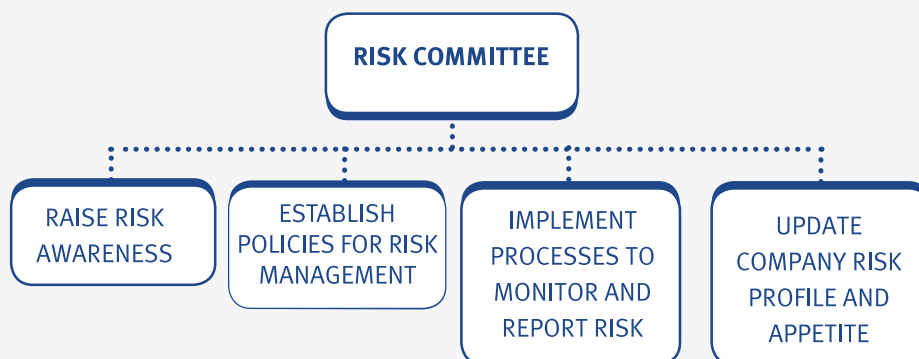 RISK COMMITTEE
RAISE RISK
AWARENESS
ESTABLISH
POLICIES FOR RISK
MANAGEMENT
IMPLEMENT
PROCESSES TO
MONITOR AND
REPORT RISK
UPDATE
COMPANY RISK
PROFILE AND
APPETITE